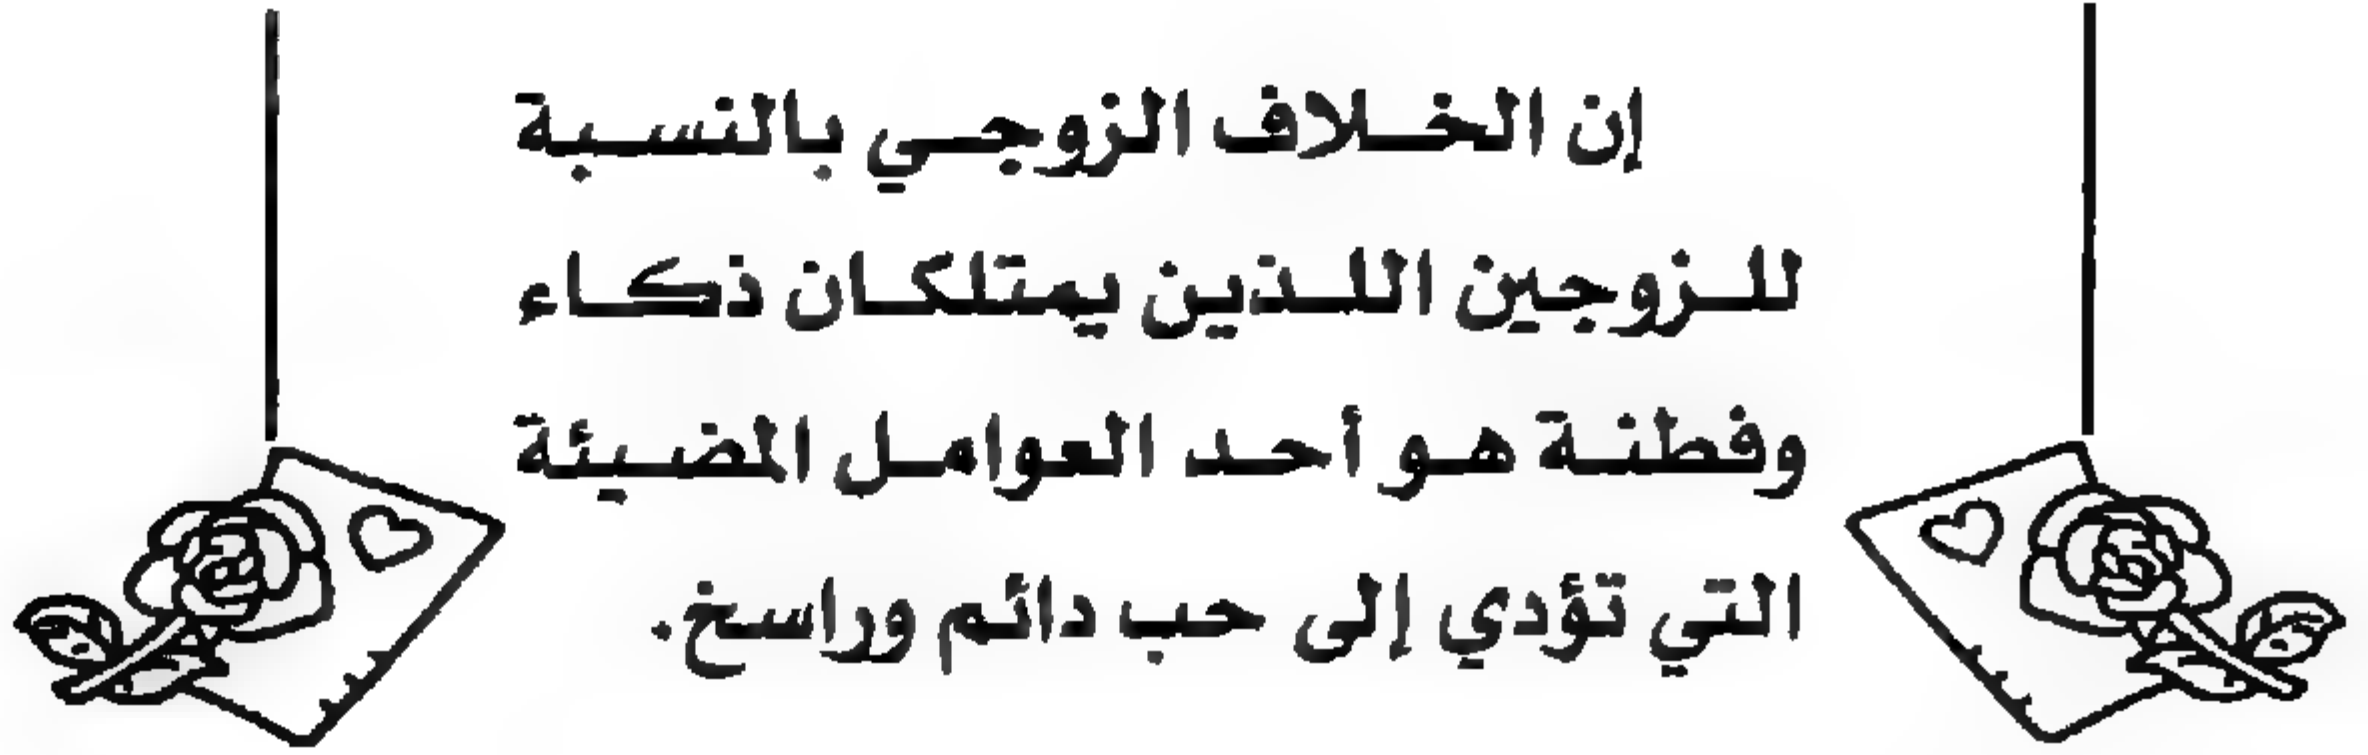 إن الخلاف الزوجي بالنسبة
للزوجين اللذين يمتلكان ذكاء
وفطنة هو أحد العوامل المضيئة
التي تؤدي إلى حب دائم وراسخ.